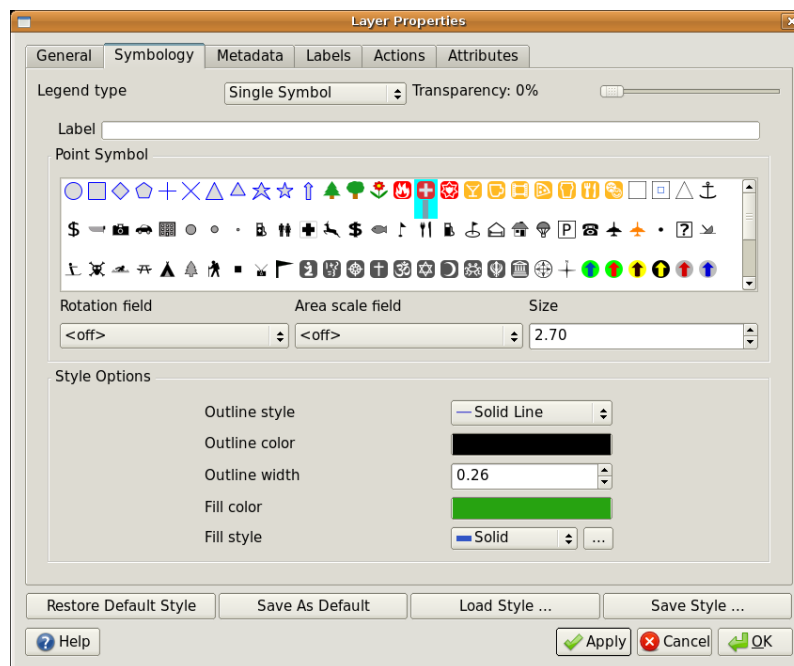 Layer Properties
General Symbology Metadata Labels Actions Attributes
Legend type Single Symbol Transparency: 0%
Label
Point Symbol
Rotation field Area scale field Size
<off> <off> 2.70
Style Options
Outline style Solid Line
Outline color
Outline width 0.26
Fill color
Fill style Solid ...
Restore Default Style Save As Default Load Style ... Save Style ...
Help Apply Cancel OK